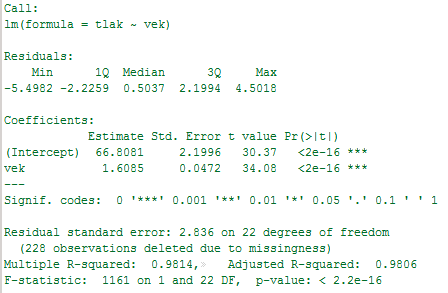 Call:
lm(formula = tlak ~ vek)
Residuals:
Min 1Q Median 3Q Max
-5.4982 -2.2259 0.5037 2.1994 4.5018
Coefficients:
Estimate Std. Error t value Pr(>|t|)
(Intercept) 66.8081 2.1996 30.37 <2e-16 ***
vek 1.6085 0.0472 34.08 <2e-16 ***
---
Signif. codes: 0 '***' 0.001 '**' 0.01 '*' 0.05 '.' 0.1 ' ' 1
Residual standard error: 2.836 on 22 degrees of freedom
(228 observations deleted due to missingness)
Multiple R-squared: 0.9814, Adjusted R-squared: 0.9806
F-statistic: 1161 on 1 and 22 DF, p-value: < 2.2e-16